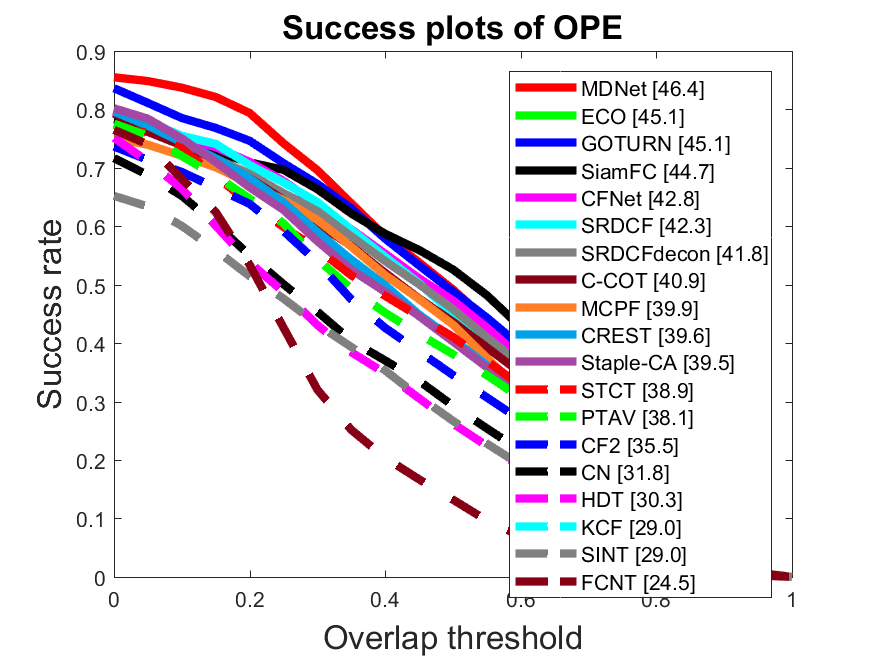 Success plots of OPE
Success rate
0.9
0.8
0.7
0.6
0.5
0.4
0.3
0.2
0.1
0
MDNet [46.4]
ECO [45.1]
GOTURN [45.1]
SiamFC [44.7]
CFNet [42.8]
SRDCF [42.3]
SRDCFdecon [41.8]
C-COT [40.9]
MCPF [39.9]
CREST [39.6]
Staple-CA [39.5]
STCT [38.9]
PTAV [38.1]
CF2 [35.5]
CN [31.8]
HDT [30.3]
KCF [29.0]
SINT [29.0]
FCNT [24.5]
0 0.2 0.4 0.6 0.8 1
Overlap threshold